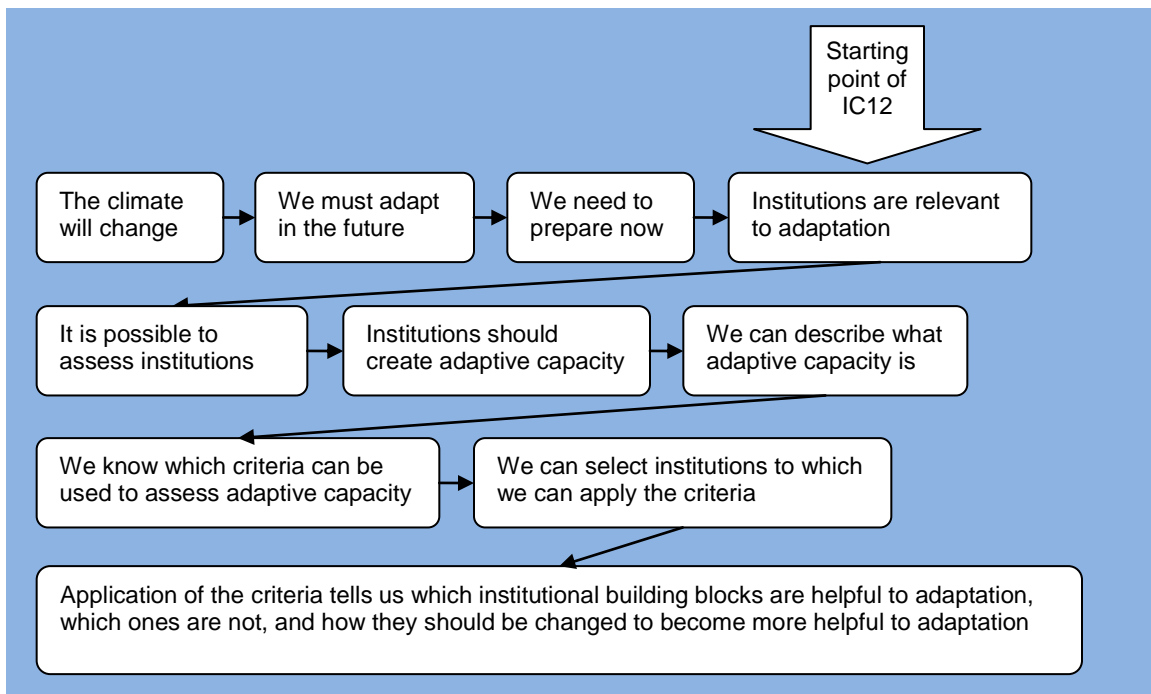 Starting
point of
IC12
The climate
will change
We must adapt
in the future
We need to
prepare now
Institutions are relevant
to adaptation
It is possible to
assess institutions
Institutions should
create adaptive capacity
We can describe what
adaptive capacity is
We know which criteria can be
used to assess adaptive capacity
We can select institutions to which
we can apply the criteria
Application of the criteria tells us which institutional building blocks are helpful to adaptation,
which ones are not, and how they should be changed to become more helpful to adaptation